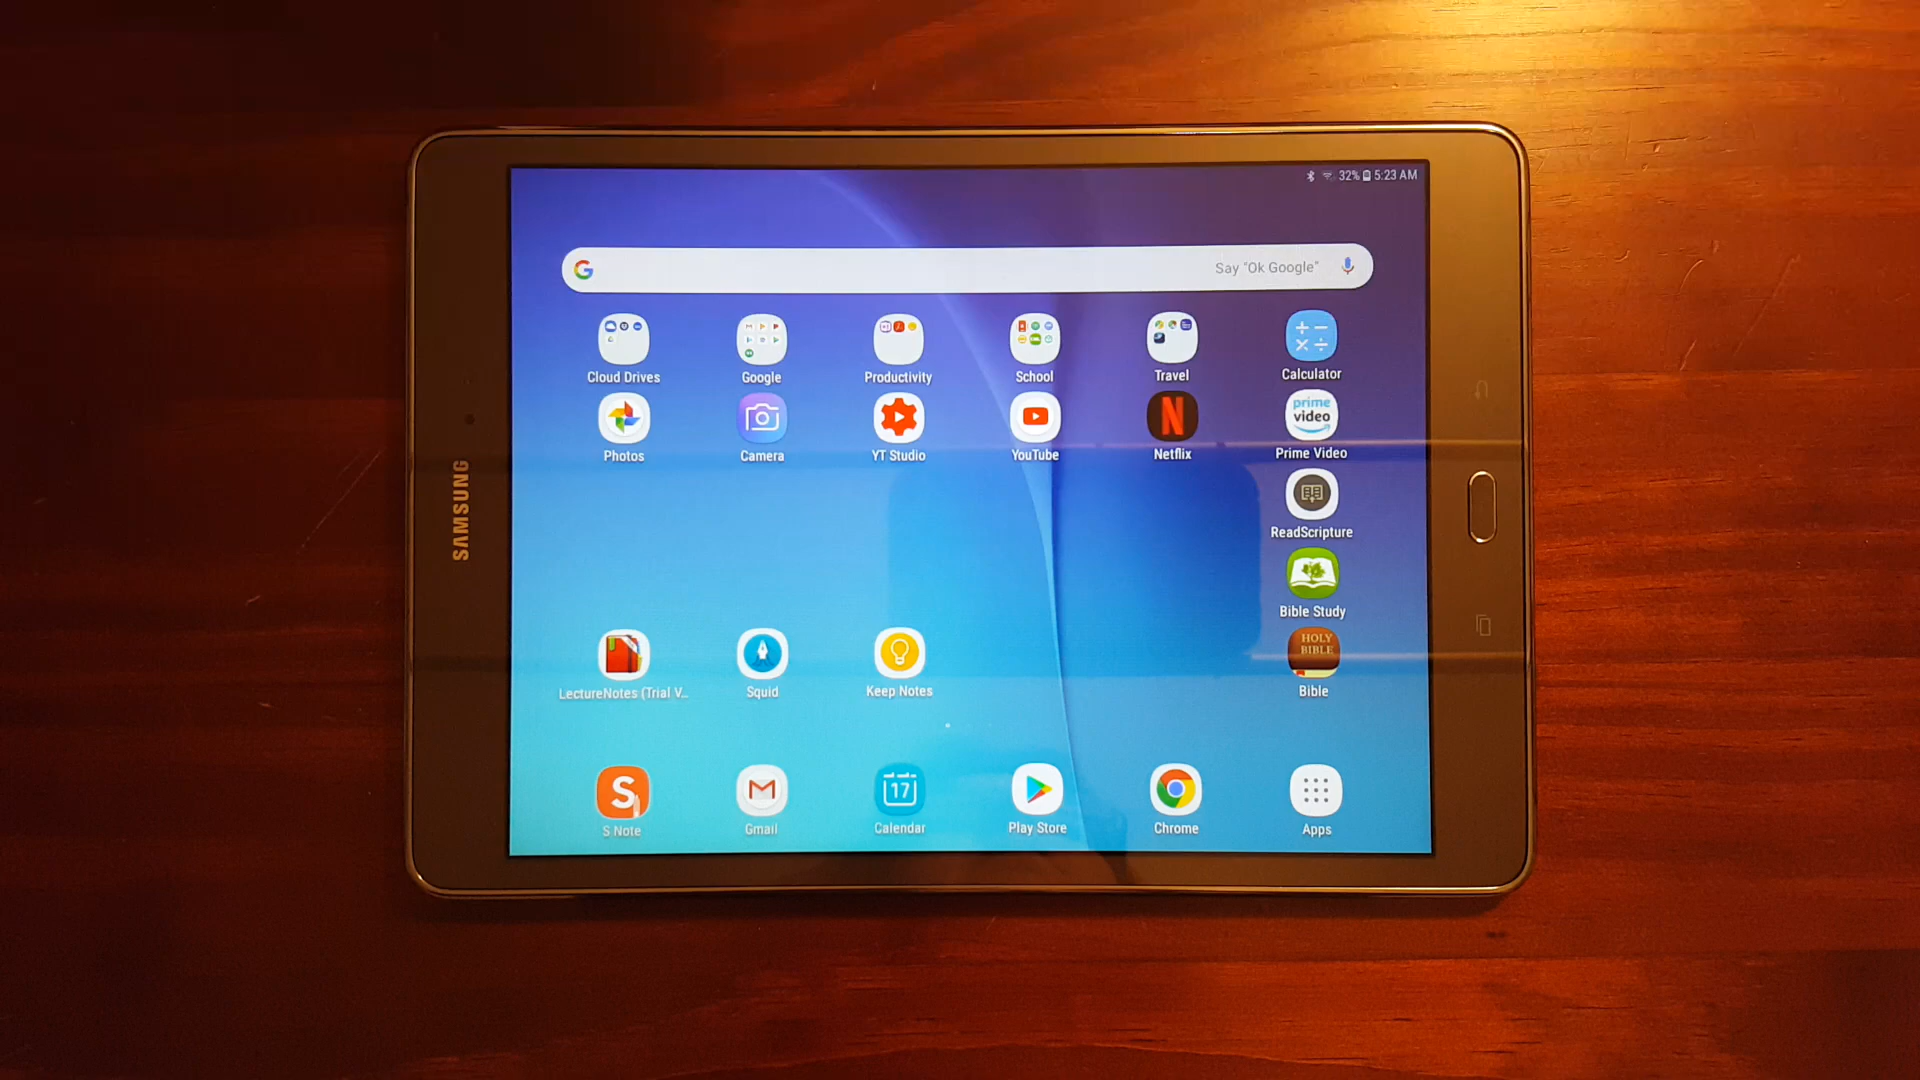 32% 5:23 AM
Say "Ok Google"
Cloud Drives Google Productivity School Travel Calculator
prime video
Photos Camera YT Studio YouTube Netflix Prime Video
N
ReadScripture
SAMSUNG
Bible Study
HOLY
BIBLE
LectureNotes (Trial V... Squid Keep Notes Bible
S 17
S Note Gmail Calendar Play Store Chrome Apps